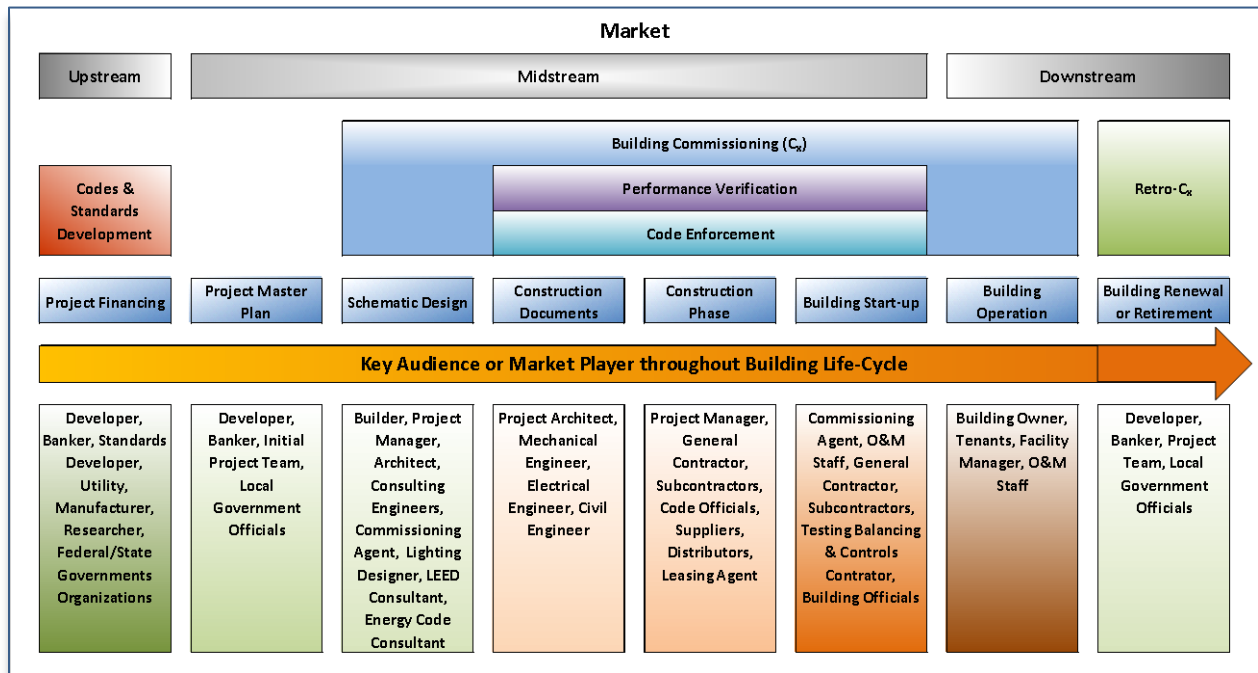 Market
Upstream
Midstream
Downstream
Building Commissioning (Cx)
Codes &
Standards
Development
Performance Verification
Code Enforcement
Retro-Cx
Project Financing
Project Master
Plan
Schematic Design
Construction
Documents
Construction
Phase
Building Start-up
Building
Operation
Building Renewal
or Retirement
Key Audience or Market Player throughout Building Life-Cycle
Developer,
Banker, Standards
Developer,
Utility,
Manufacturer,
Researcher,
Federal/State
Governments
Organizations
Developer,
Banker, Initial
Project Team,
Local
Government
Officials
Builder, Project
Manager,
Architect,
Consulting
Engineers,
Commissioning
Agent, Lighting
Designer, LEED
Consultant,
Energy Code
Consultant
Project Architect,
Mechanical
Engineer,
Electrical
Engineer, Civil
Engineer
Project Manager,
General
Contractor,
Subcontractors,
Code Officials,
Suppliers,
Distributors,
Leasing Agent
Commissioning
Agent, O&M
Staff, General
Contractor,
Subcontractors,
Testing Balancing
& Controls
Contrator,
Building Officials
Building Owner,
Tenants, Facility
Manager, O&M
Staff
Developer,
Banker, Project
Team, Local
Government
Officials